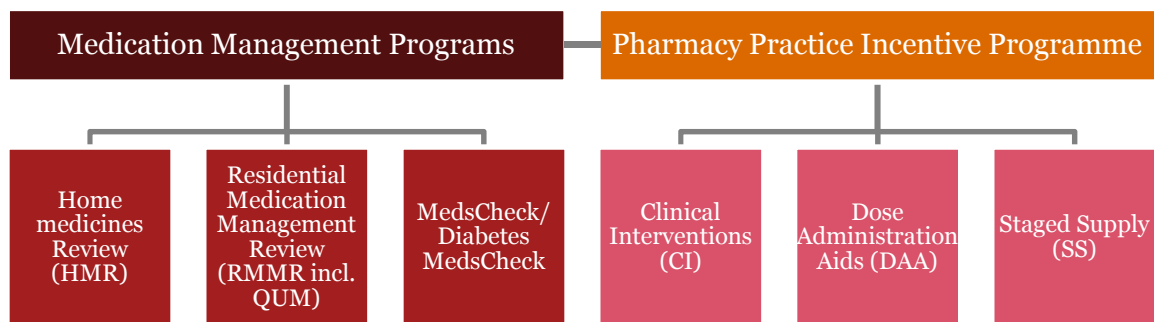 Medication Management Programs
Pharmacy Practice Incentive Programme
Home
medicines
Review
(HMR)
Residential
Medication
Management
Review
(RMMR incl.
QUM)
MedsCheck/
Diabetes
MedsCheck
Clinical
Interventions
(CI)
Dose
Administration
Aids (DAA)
Staged Supply
(SS)